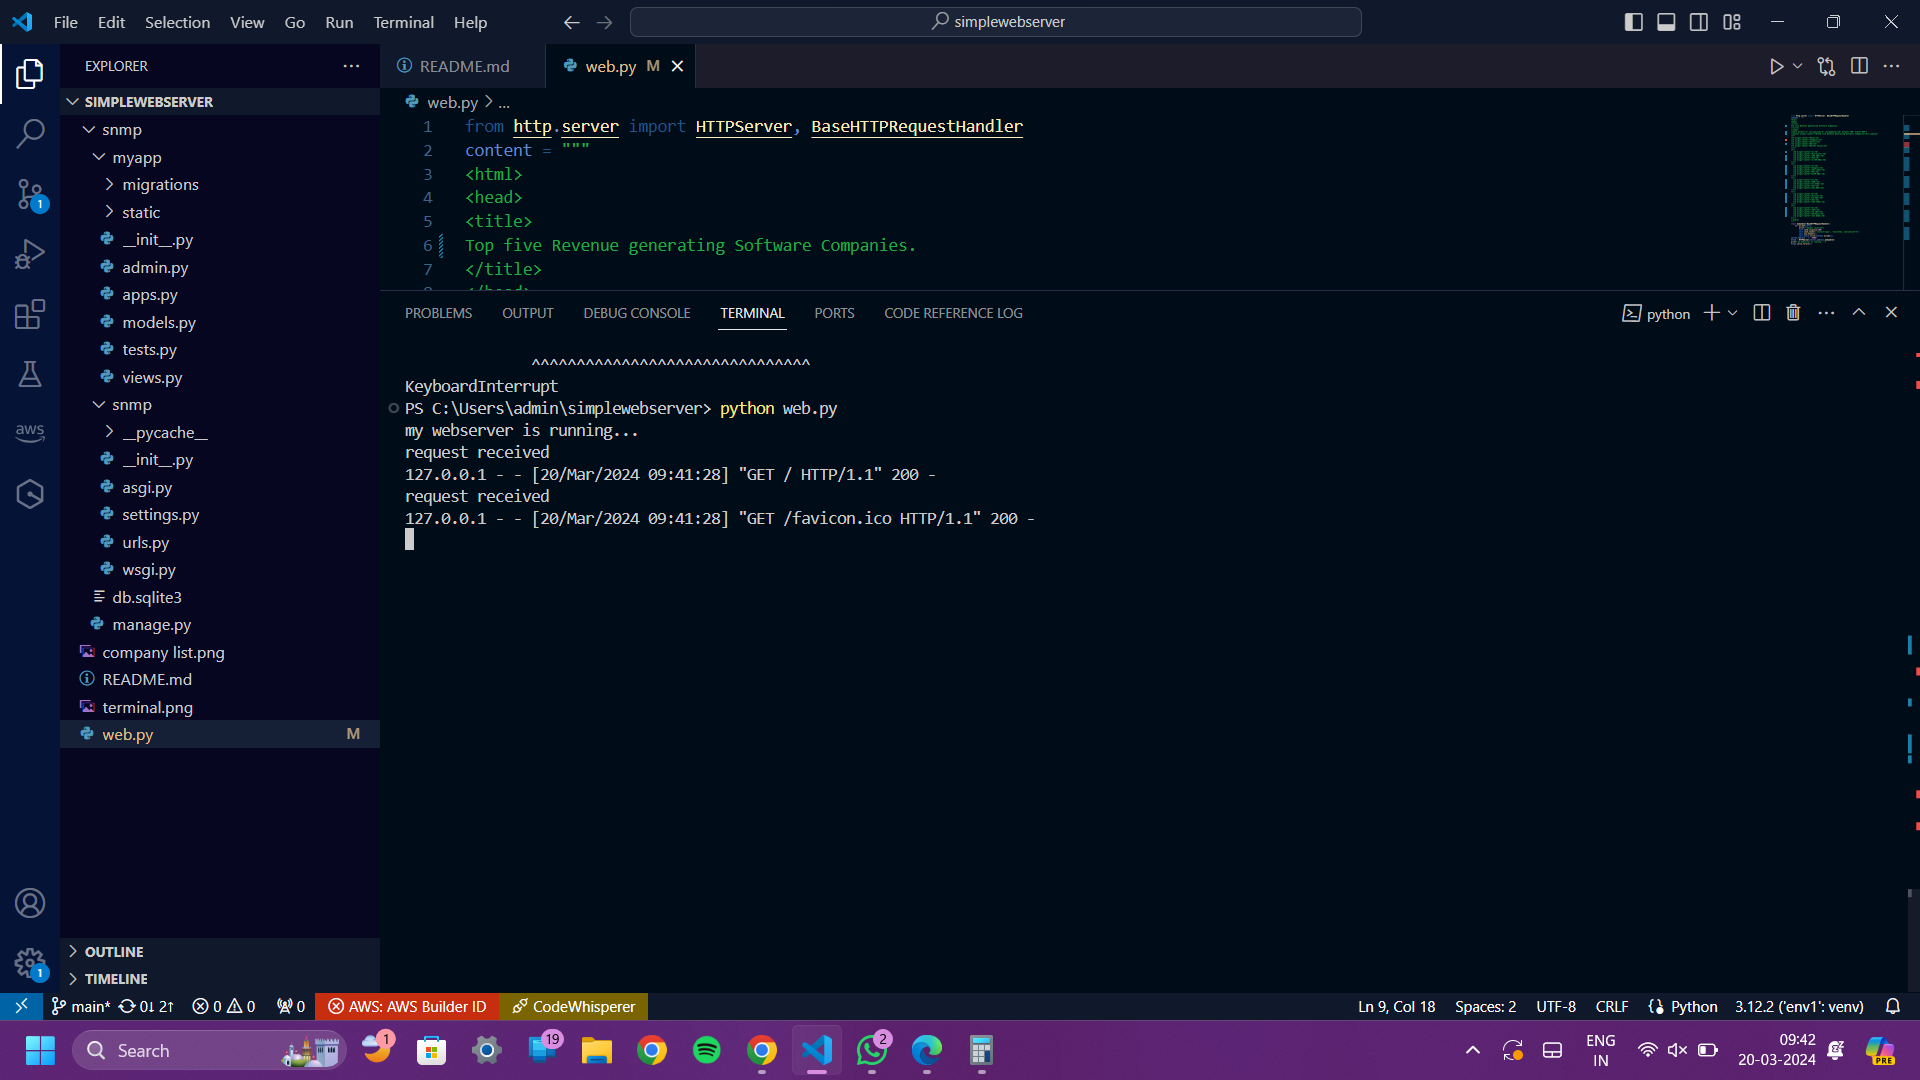 File Edit Selection View Go Run Terminal Help
simplewebserver
EXPLORER
README.md
web.py M
SIMPLEWEBSERVER
snmp
myapp
migrations
static
__init__.py
admin.py
apps.py
models.py
tests.py
views.py
snmp
__pycache__
__init__.py
asgi.py
settings.py
urls.py
wsgi.py
db.sqlite3
manage.py
company list.png
README.md
terminal.png
web.py M
OUTLINE
TIMELINE
1
aws
1
web.py > ...
1 from http.server import HTTPServer, BaseHTTPRequestHandler
2 content = """
3 <html>
4 <head>
5 <title>
6 Top five Revenue generating Software Companies.
7 </title>
8 </head>
PROBLEMS OUTPUT DEBUG CONSOLE TERMINAL PORTS CODE REFERENCE LOG
python
^^^^^^^^^^^^^^^^^^^^^^^^^^^^^^^
KeyboardInterrupt
PS C:\Users\admin\simplewebserver> python web.py
my webserver is running...
request received
127.0.0.1 - - [20/Mar/2024 09:41:28] "GET / HTTP/1.1" 200 -
request received
127.0.0.1 - - [20/Mar/2024 09:41:28] "GET /favicon.ico HTTP/1.1" 200 -
main* 0↓ 2↑ 0 0 0 AWS: AWS Builder ID CodeWhisperer
Ln 9, Col 18 Spaces: 2 UTF-8 CRLF Python 3.12.2 ('env1': venv)
Search
1
19
2
ENG
IN
09:42
20-03-2024
PRE